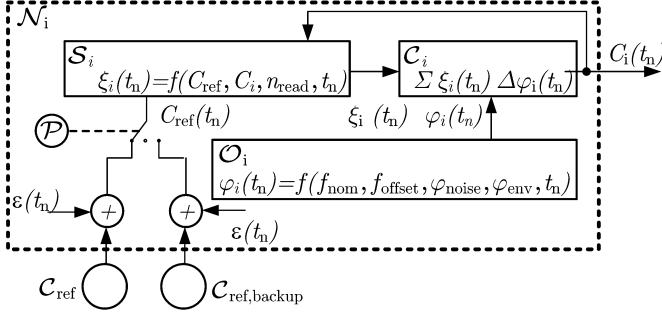 𝒩i
𝒮i
ξi(tn)=f(Cref, Ci, nread, tn)
𝒞i
Σ ξi(tn) Δφi(tn)
Ci(tn)
Cref(tn)
ξi (tn) φi(tn)
𝒫
𝒪i
φi(tn)=f(fnom, foffset, φnoise, φenv, tn)
ε(tn)
+
+
ε(tn)
𝒞ref
𝒞ref,backup